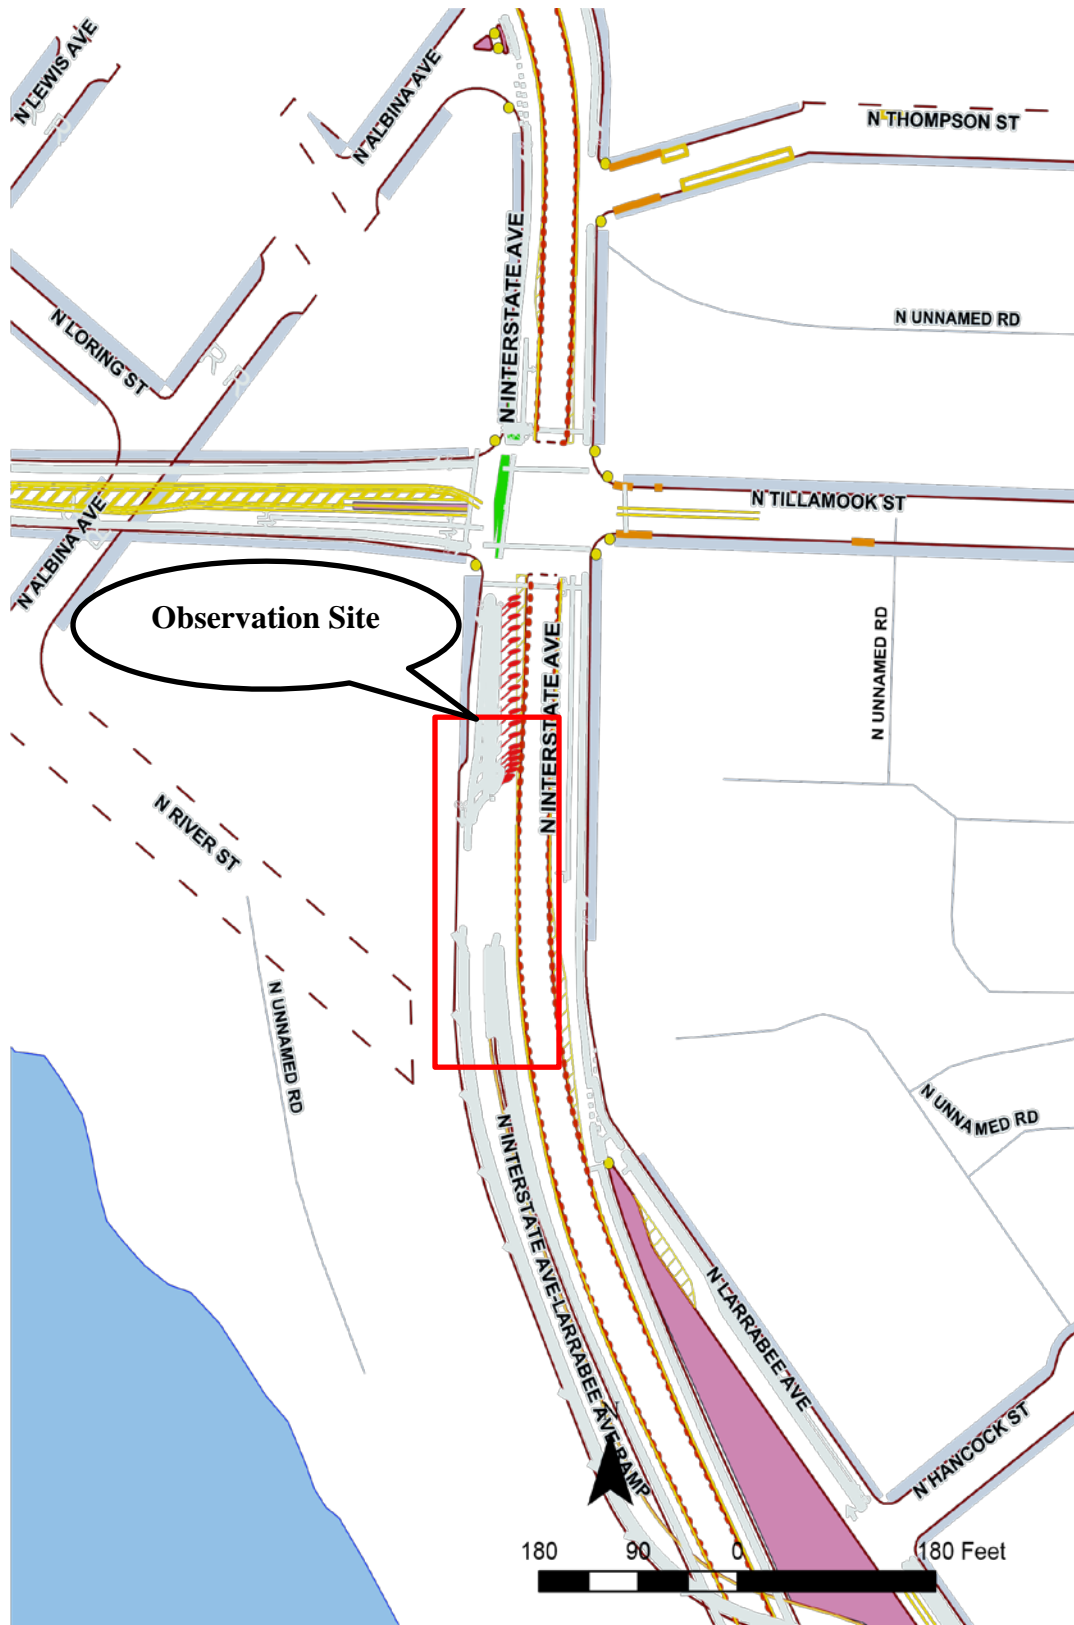 N LEWIS AVE
N ALBINA AVE
N THOMPSON ST
N INTERSTATE AVE
N UNNAMED RD
N LORING ST
R R
R R
N TILLAMOOK ST
N ALBINA AVE
Observation Site
N INTERSTATE AVE
N UNNAMED RD
N RIVER ST
N UNNAMED RD
N UNNAMED RD
N INTERSTATE AVE-LARRABEE AVE RAMP
N LARRABEE AVE
N HANCOCK ST
180 90 0 180 Feet